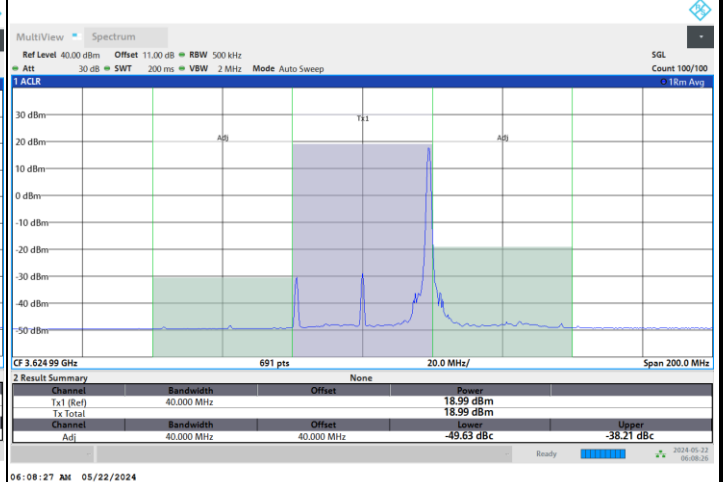 MultiView Spectrum
Ref Level 40.00 dBm Offset 11.00 dB RBW 500 kHz SGL
Att 30 dB SWT 200 ms VBW 2 MHz Mode Auto Sweep Count 100/100
1 ACLR 1Rm Avg
Tx1
30 dBm
Adj Adj
20 dBm
10 dBm
0 dBm
-10 dBm
-20 dBm
-30 dBm
-40 dBm
-50 dBm
CF 3.624 99 GHz 691 pts 20.0 MHz/ Span 200.0 MHz
2 Result Summary None
Channel Bandwidth Offset Power
Tx1 (Ref) 40.000 MHz 18.99 dBm
Tx Total 18.99 dBm
Channel Bandwidth Offset Lower Upper
Adj 40.000 MHz 40.000 MHz -49.63 dBc -38.21 dBc
Ready 2024-05-22
06:08:26
06:08:27 AM 05/22/2024